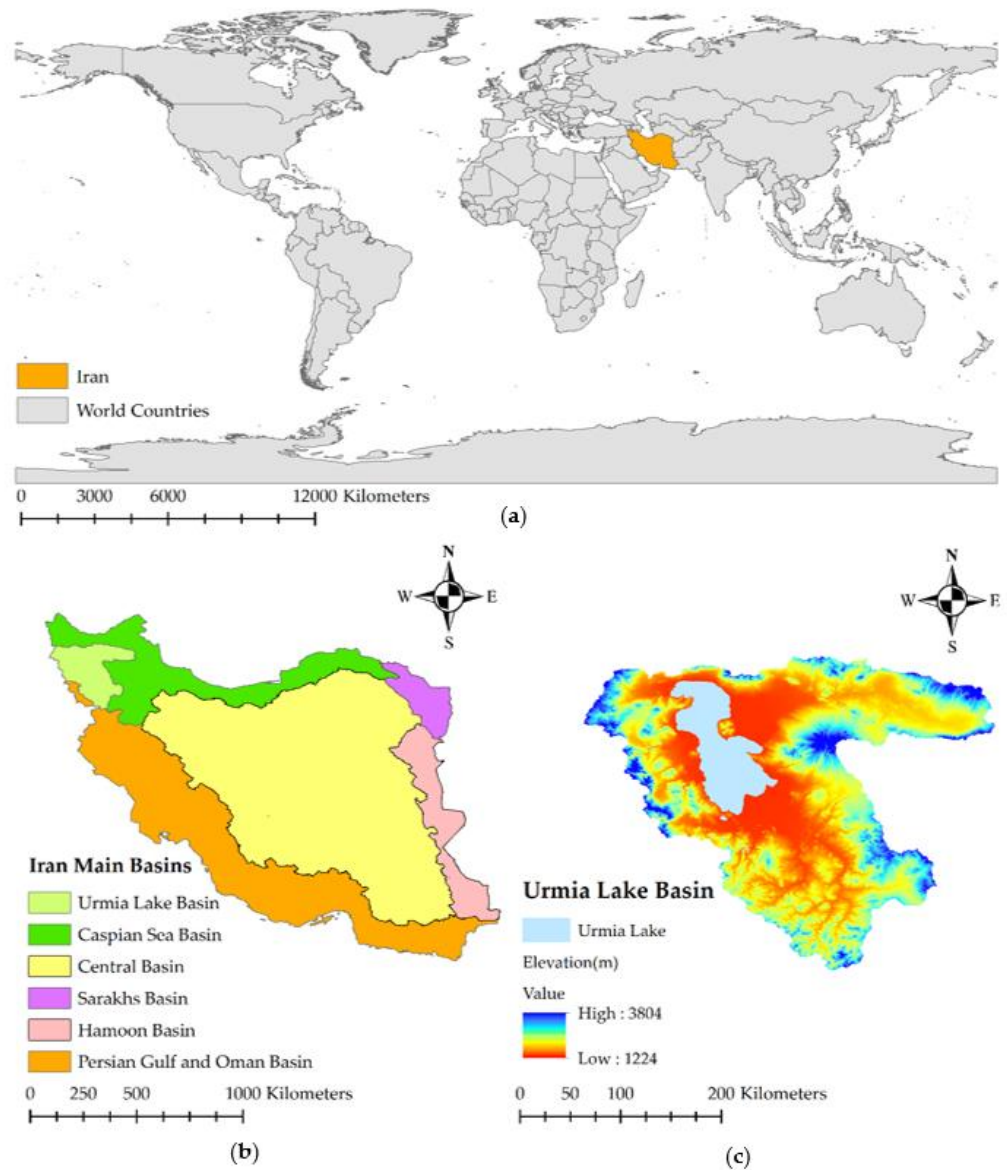 Iran
World Countries
0 3000 6000 12000 Kilometers
(a)
N
W E
S
Iran Main Basins
Urmia Lake Basin
Caspian Sea Basin
Central Basin
Sarakhs Basin
Hamoon Basin
Persian Gulf and Oman Basin
0 250 500 1000 Kilometers
(b)
N
W E
S
Urmia Lake Basin
Urmia Lake
Elevation(m)
Value
High : 3804
Low : 1224
0 50 100 200 Kilometers
(c)